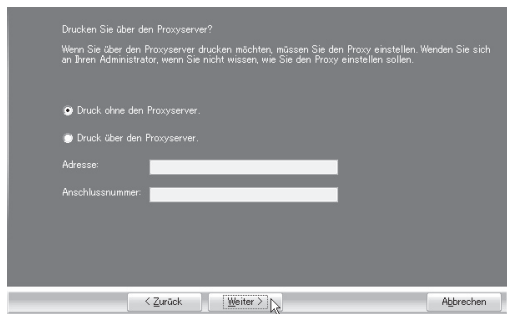 Drucken Sie über den Proxyserver?
Wenn Sie über den Proxyserver drucken möchten, müssen Sie den Proxy einstellen. Wenden Sie sich
an Ihren Administrator, wenn Sie nicht wissen, wie Sie den Proxy einstellen sollen.
Druck ohne den Proxyserver.
Druck über den Proxyserver.
Adresse:
Anschlussnummer:
< Zurück
Weiter >
Abbrechen